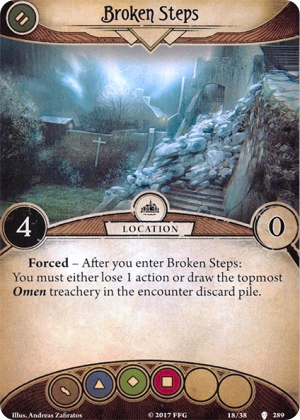 Broken Steps
4
LOCATION
0
Forced – After you enter Broken Steps:
You must either lose 1 action or draw the topmost
Omen treachery in the encounter discard pile.
Illus. Andreas Zafiratos
© 2017 FFG
18/38
289